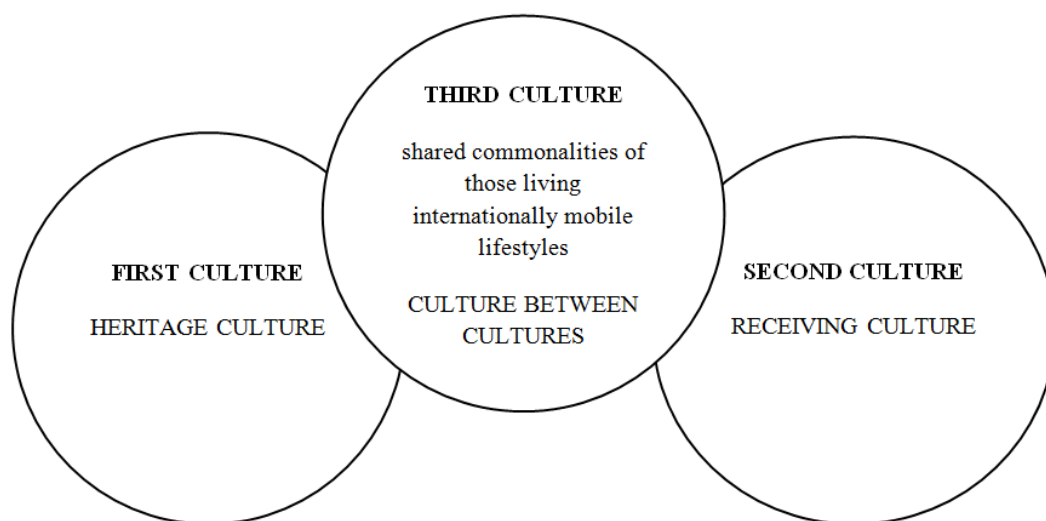 THIRD CULTURE
shared commonalities of
those living
internationally mobile
lifestyles
CULTURE BETWEEN
CULTURES
FIRST CULTURE
HERITAGE CULTURE
SECOND CULTURE
RECEIVING CULTURE